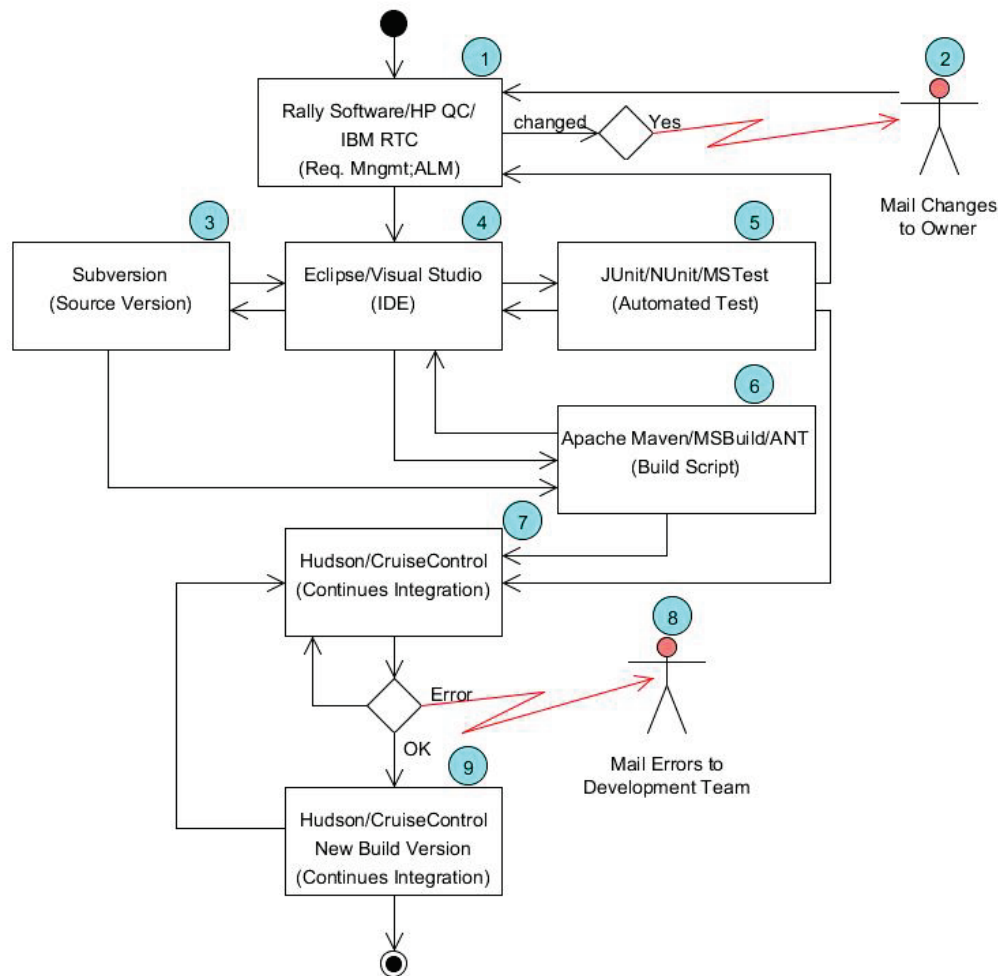 1
2
Rally Software/HP QC/
IBM RTC
(Req. Mngmt;ALM)
changed
Yes
Mail Changes
to Owner
3
4
5
Subversion
(Source Version)
Eclipse/Visual Studio
(IDE)
JUnit/NUnit/MSTest
(Automated Test)
6
Apache Maven/MSBuild/ANT
(Build Script)
7
Hudson/CruiseControl
(Continues Integration)
8
Error
Mail Errors to
Development Team
OK
9
Hudson/CruiseControl
New Build Version
(Continues Integration)